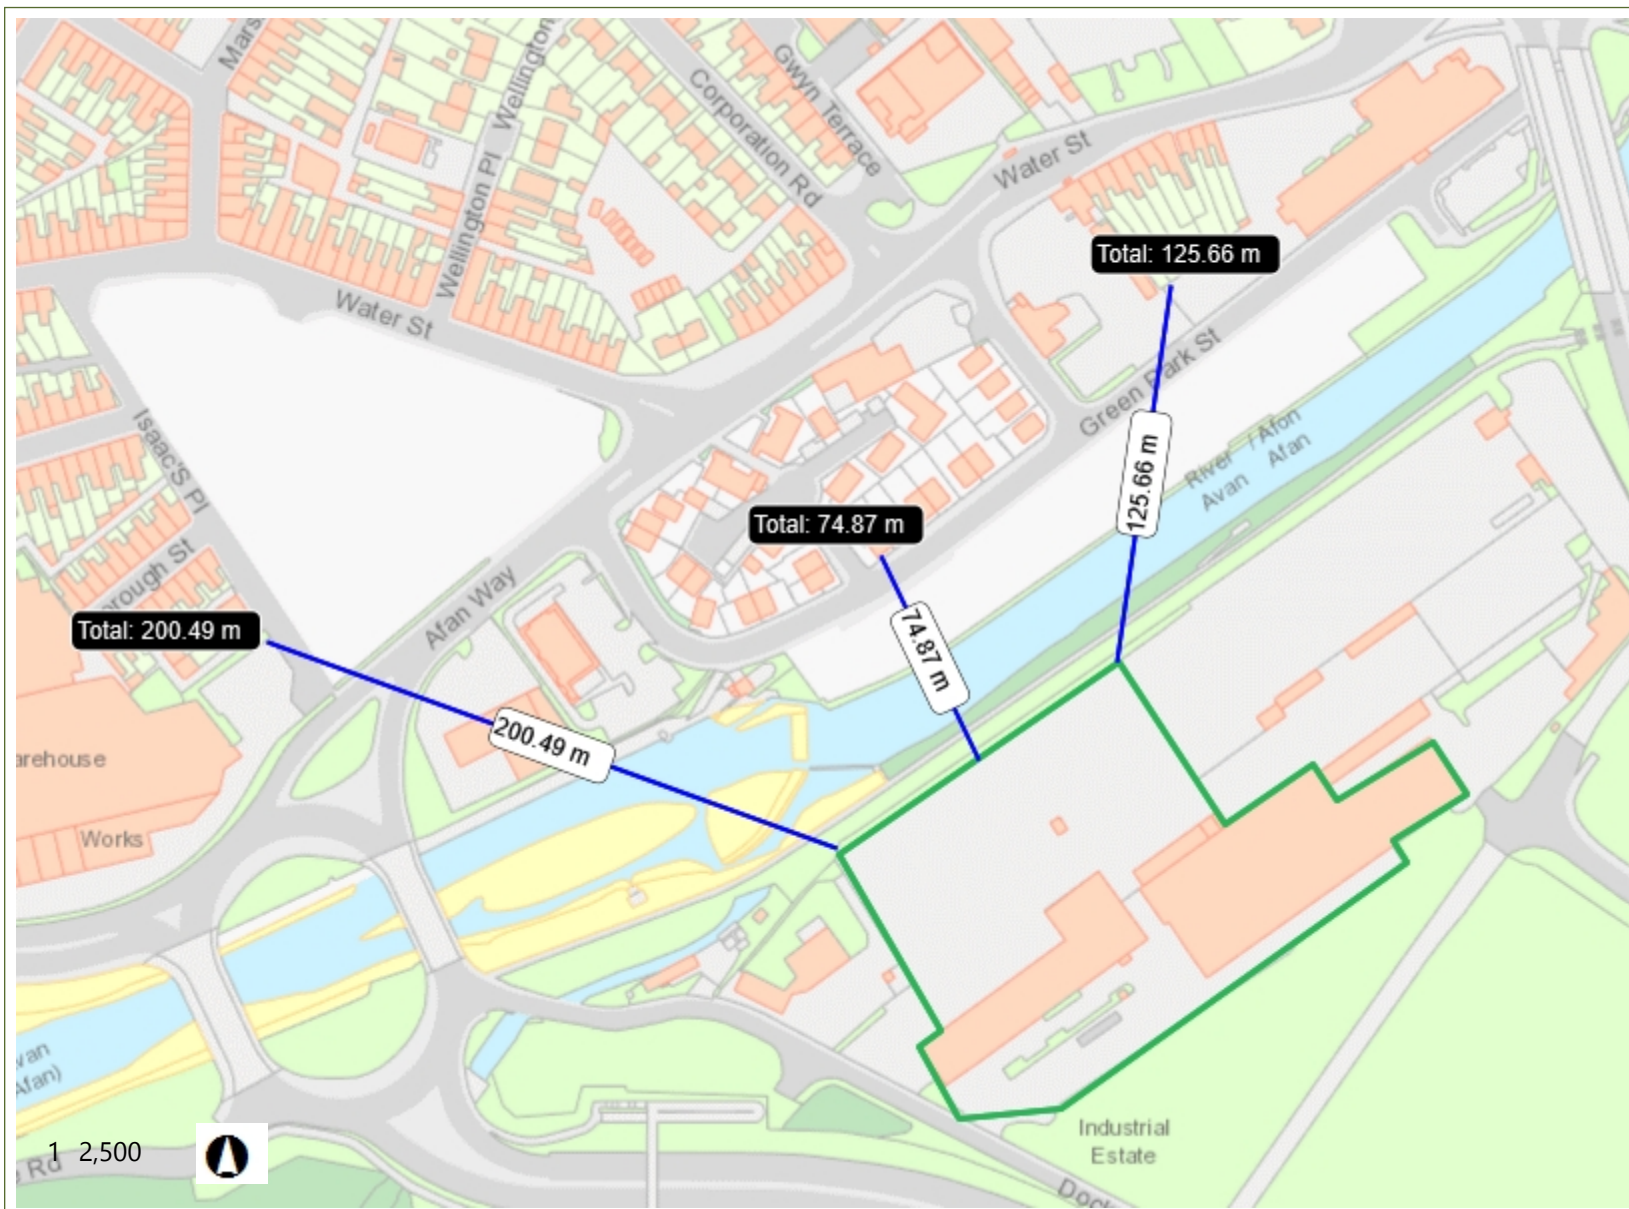 Wellington
Gwyn Terrace
Corporation Rd
Water St
Wellington Pl
Total: 125.66 m
Water St
Green Park St
125.66 m
River / Afon
Avan Afan
Isaac'S Pl
Total: 74.87 m
Afan Way
Total: 200.49 m
74.87 m
200.49 m
Works
Industrial
Estate
1 2,500